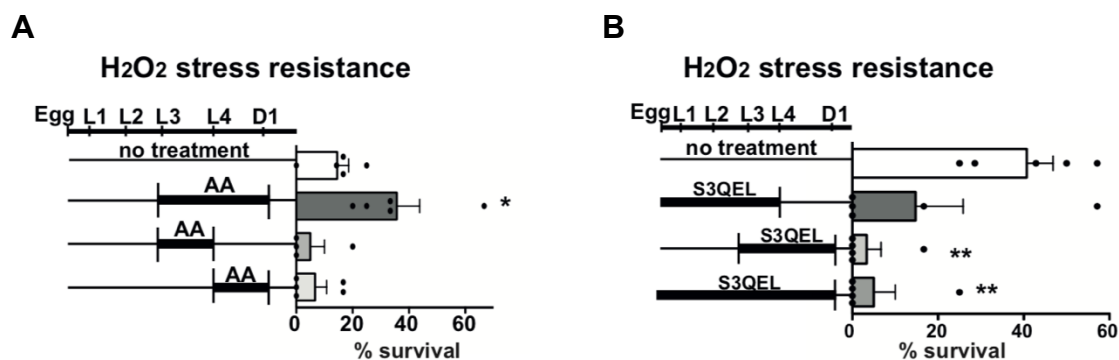 A
H2O2 stress resistance
Egg L1 L2 L3 L4 D1
no treatment
AA
*
AA
AA
0 20 40 60
% survival
B
H2O2 stress resistance
Egg L1 L2 L3 L4 D1
no treatment
S3QEL
S3QEL
**
S3QEL
**
0 20 40 60
% survival